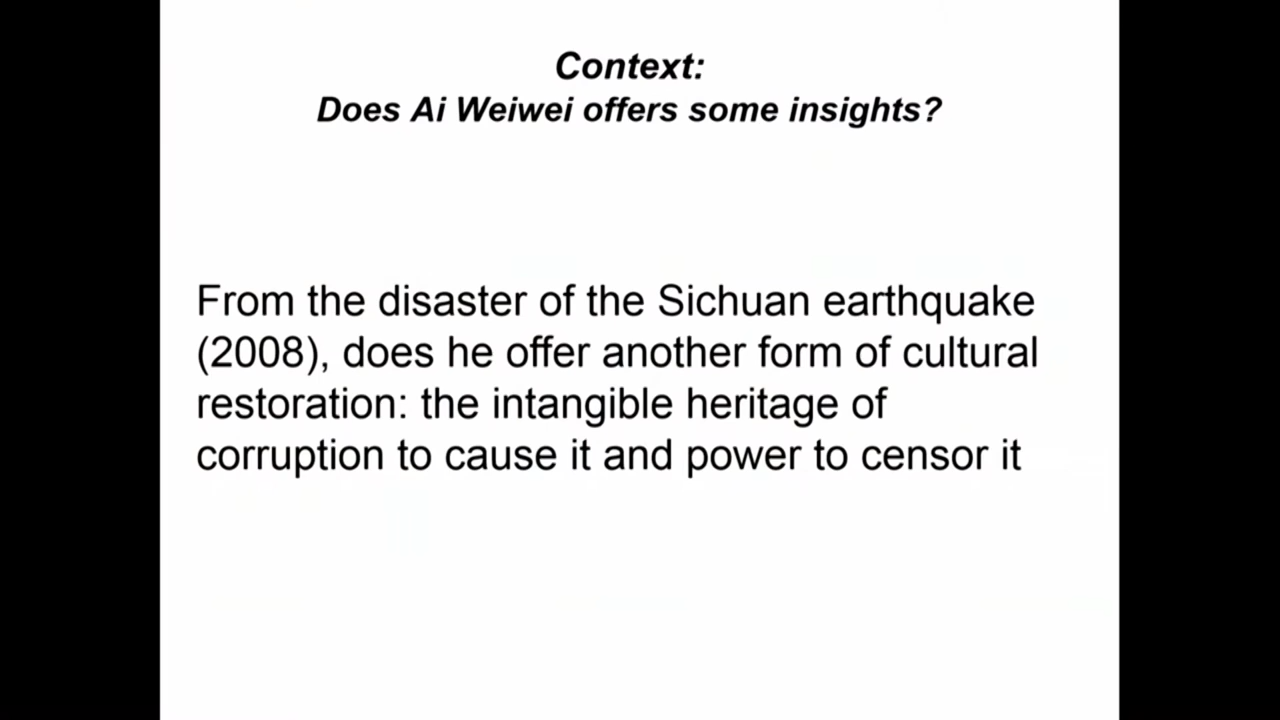 Context:
Does Ai Weiwei offers some insights?
From the disaster of the Sichuan earthquake
(2008), does he offer another form of cultural
restoration: the intangible heritage of
corruption to cause it and power to censor it